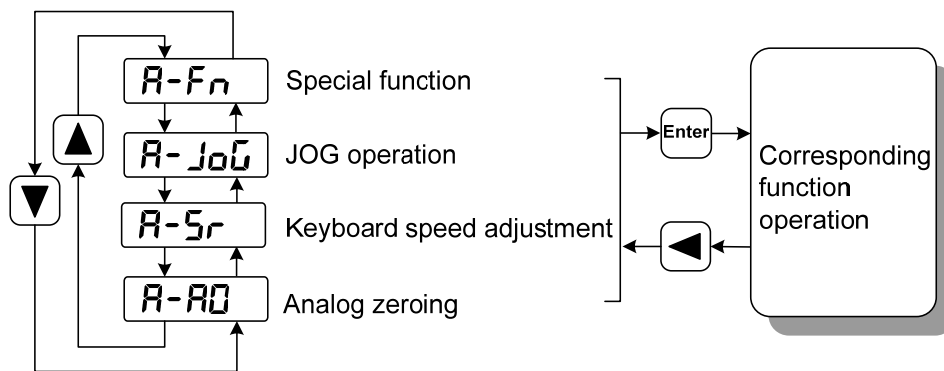 A-Fn
Special function
A-JoG
JOG operation
A-Sr
Keyboard speed adjustment
A-A0
Analog zeroing
Enter
Corresponding
function
operation